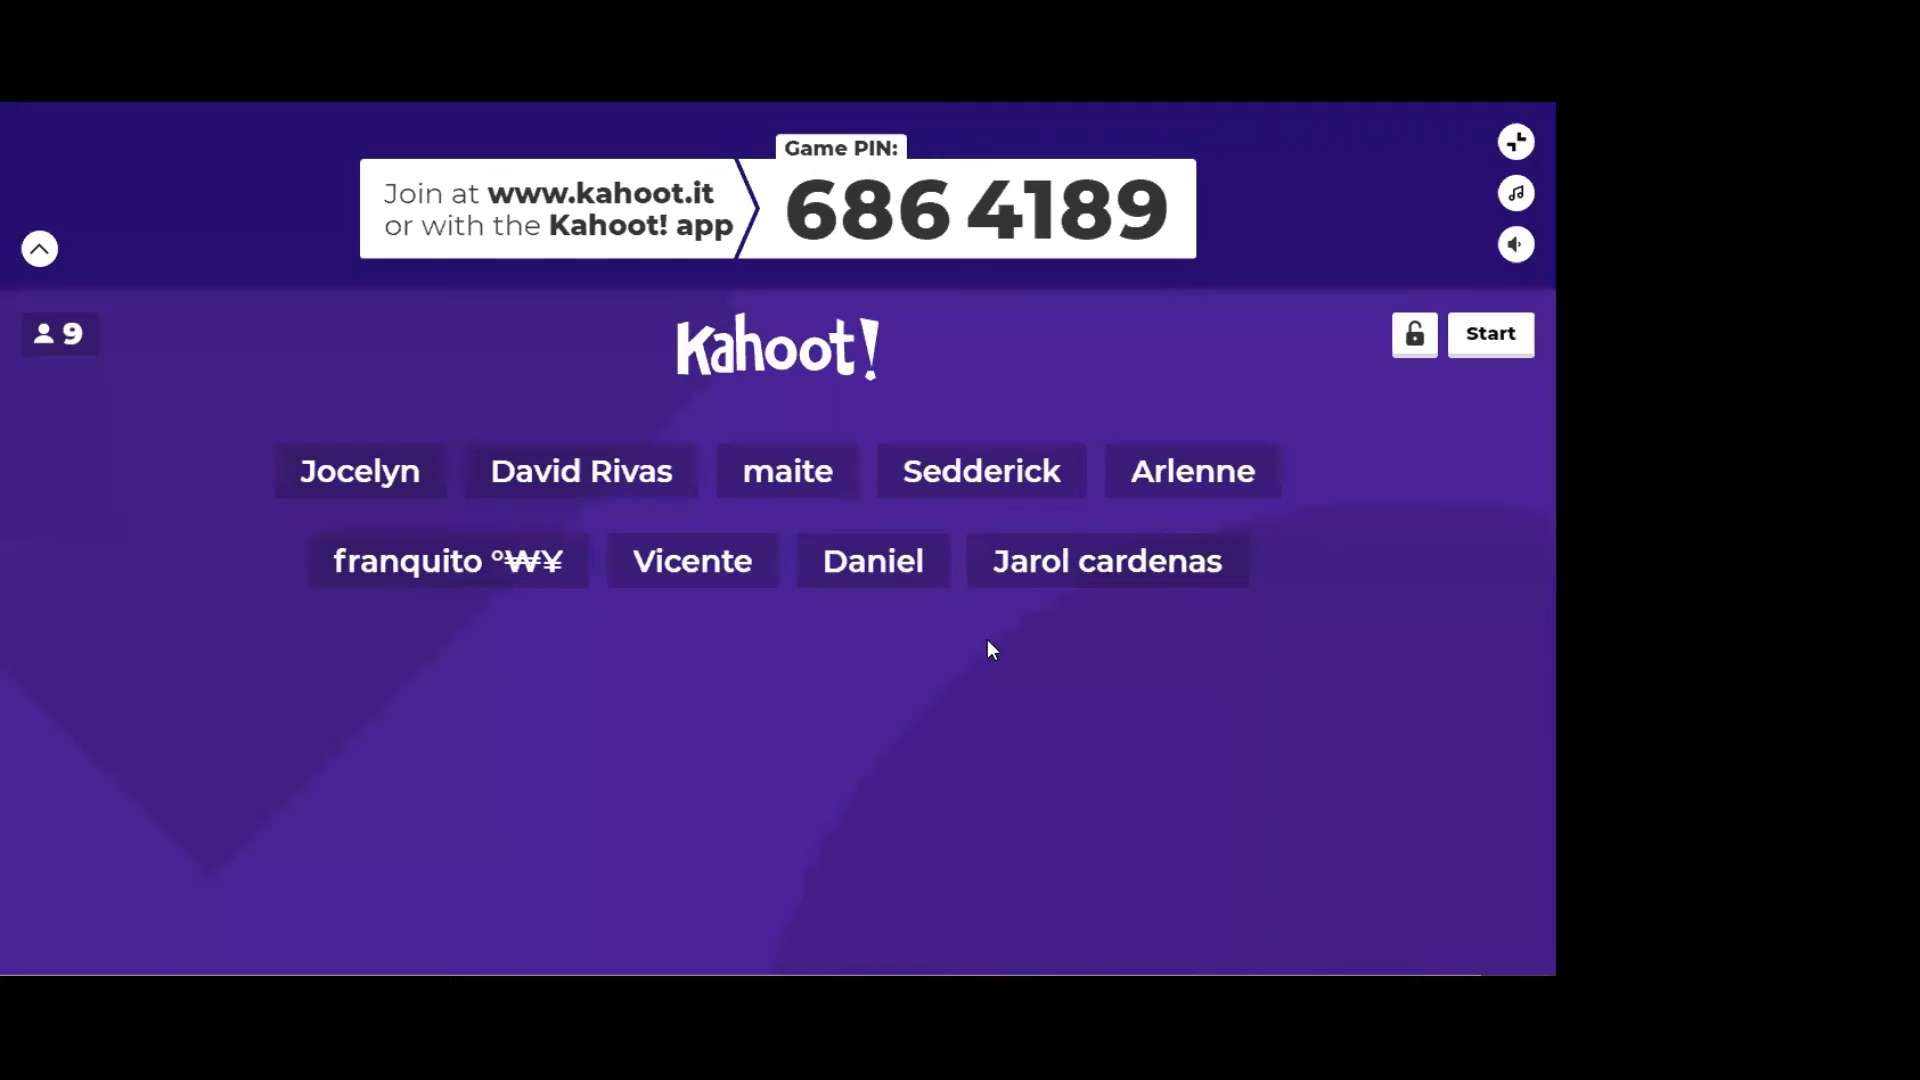 Game PIN:
Join at www.kahoot.it
or with the Kahoot! app
686 4189
9
Kahoot!
Start
Jocelyn David Rivas maite Sedderick Arlenne
franquito °₩¥ Vicente Daniel Jarol cardenas